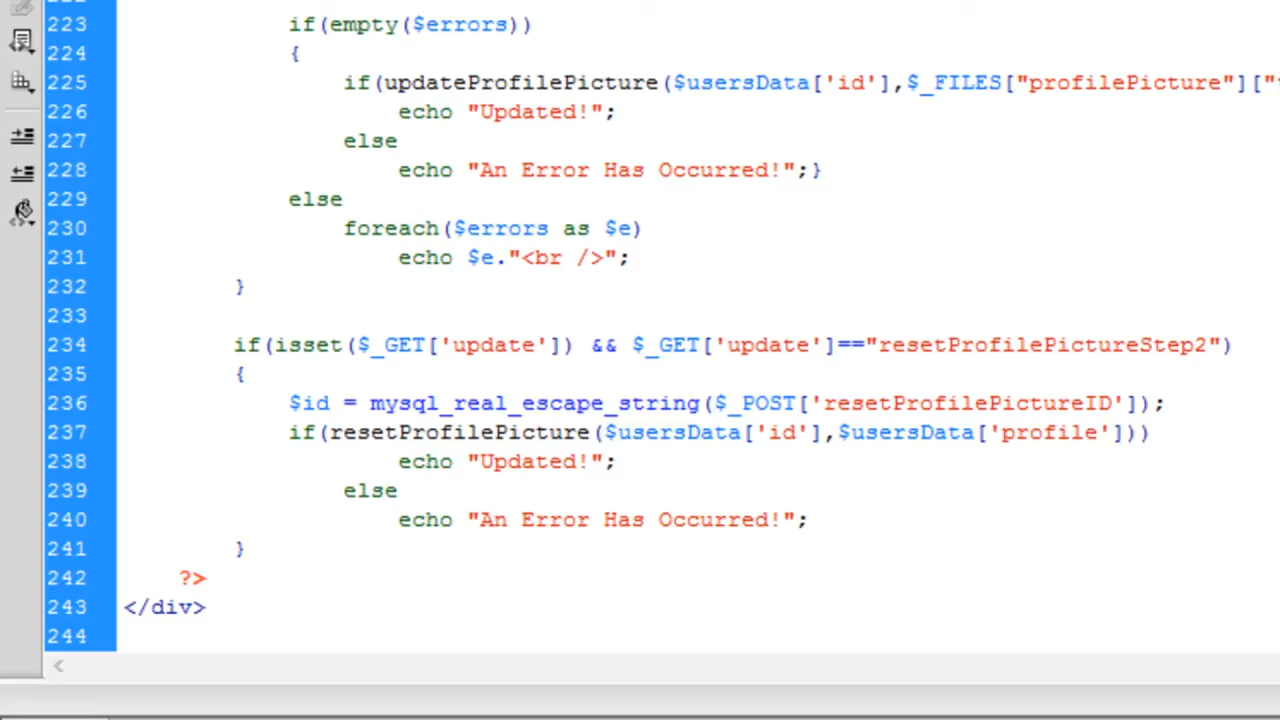 223 if(empty($errors))
224 {
225 if(updateProfilePicture($usersData['id'],$_FILES["profilePicture"]["
226 echo "Updated!";
227 else
228 echo "An Error Has Occurred!";}
229 else
230 foreach($errors as $e)
231 echo $e."<br />";
232 }
233
234 if(isset($_GET['update']) && $_GET['update']=="resetProfilePictureStep2")
235 {
236 $id = mysql_real_escape_string($_POST['resetProfilePictureID']);
237 if(resetProfilePicture($usersData['id'],$usersData['profile']))
238 echo "Updated!";
239 else
240 echo "An Error Has Occurred!";
241 }
242 ?>
243 </div>
244